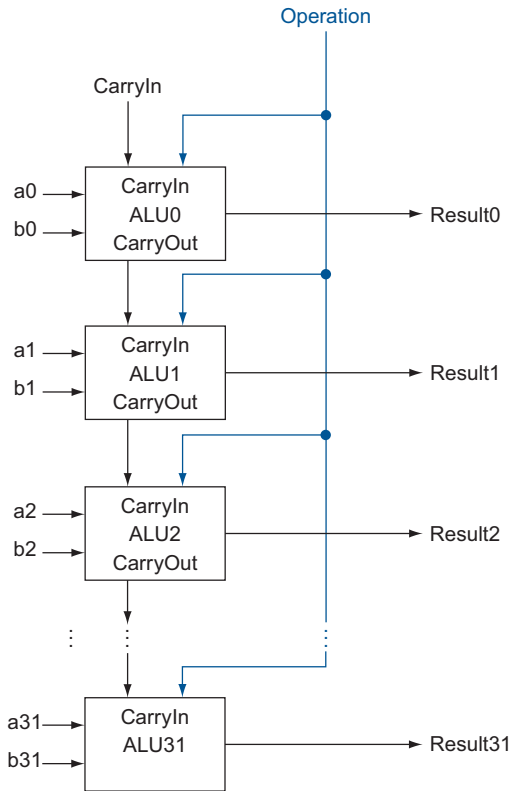 Operation
CarryIn
a0
b0
CarryIn
ALU0
CarryOut
Result0
a1
b1
CarryIn
ALU1
CarryOut
Result1
a2
b2
CarryIn
ALU2
CarryOut
Result2
a31
b31
CarryIn
ALU31
Result31